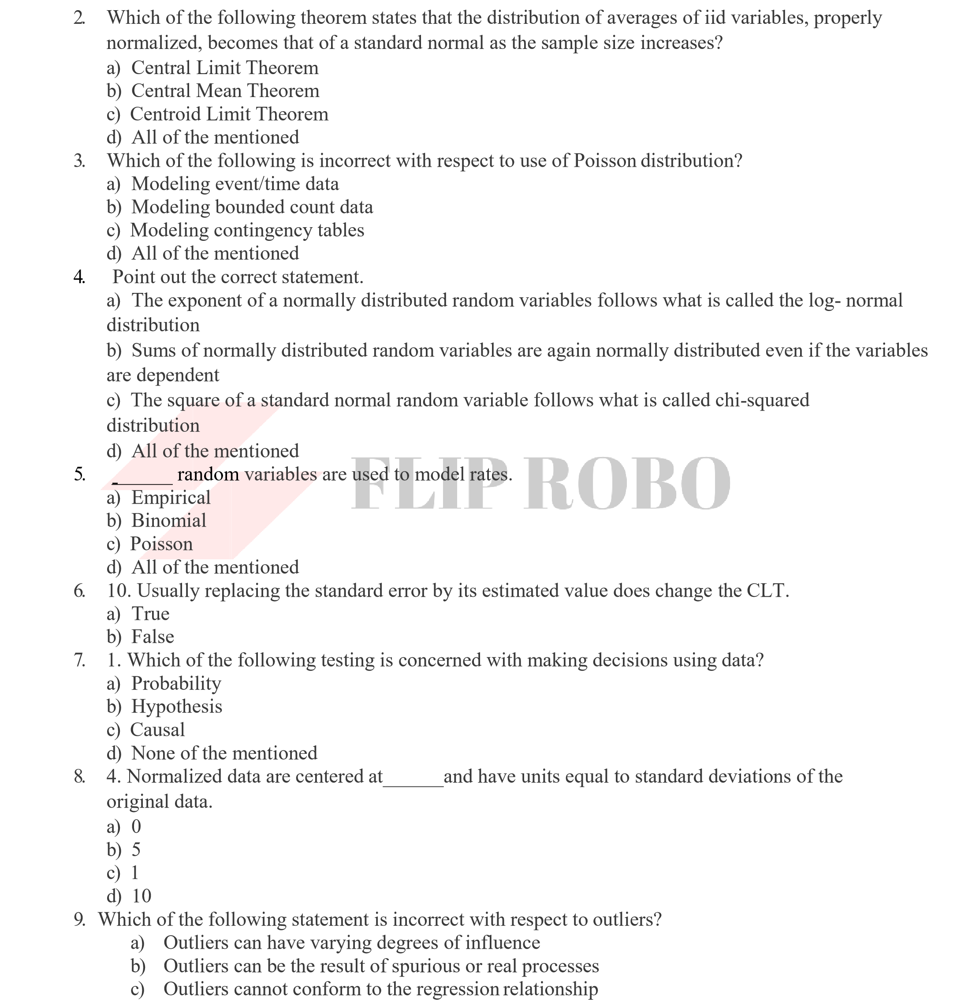 2. Which of the following theorem states that the distribution of averages of iid variables, properly
normalized, becomes that of a standard normal as the sample size increases?
a) Central Limit Theorem
b) Central Mean Theorem
c) Centroid Limit Theorem
d) All of the mentioned
3. Which of the following is incorrect with respect to use of Poisson distribution?
a) Modeling event/time data
b) Modeling bounded count data
c) Modeling contingency tables
d) All of the mentioned
4. Point out the correct statement.
a) The exponent of a normally distributed random variables follows what is called the log- normal
distribution
b) Sums of normally distributed random variables are again normally distributed even if the variables
are dependent
c) The square of a standard normal random variable follows what is called chi-squared
distribution
d) All of the mentioned
FLIP ROBO
5. ______ random variables are used to model rates.
a) Empirical
b) Binomial
c) Poisson
d) All of the mentioned
6. 10. Usually replacing the standard error by its estimated value does change the CLT.
a) True
b) False
7. 1. Which of the following testing is concerned with making decisions using data?
a) Probability
b) Hypothesis
c) Causal
d) None of the mentioned
8. 4. Normalized data are centered at______and have units equal to standard deviations of the
original data.
a) 0
b) 5
c) 1
d) 10
9. Which of the following statement is incorrect with respect to outliers?
a) Outliers can have varying degrees of influence
b) Outliers can be the result of spurious or real processes
c) Outliers cannot conform to the regression relationship